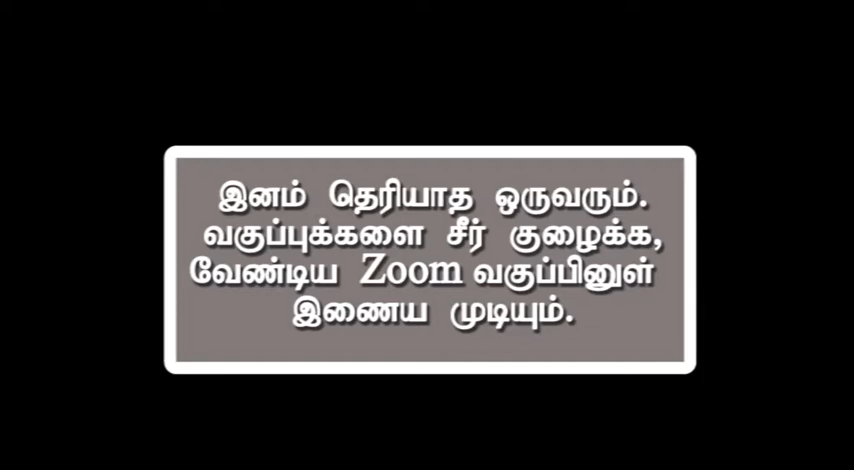 இனம் தெரியாத ஒருவரும்.
வகுப்புக்களை சீர் குழைக்க,
வேண்டிய Zoom வகுப்பினுள்
இணைய முடியும்.